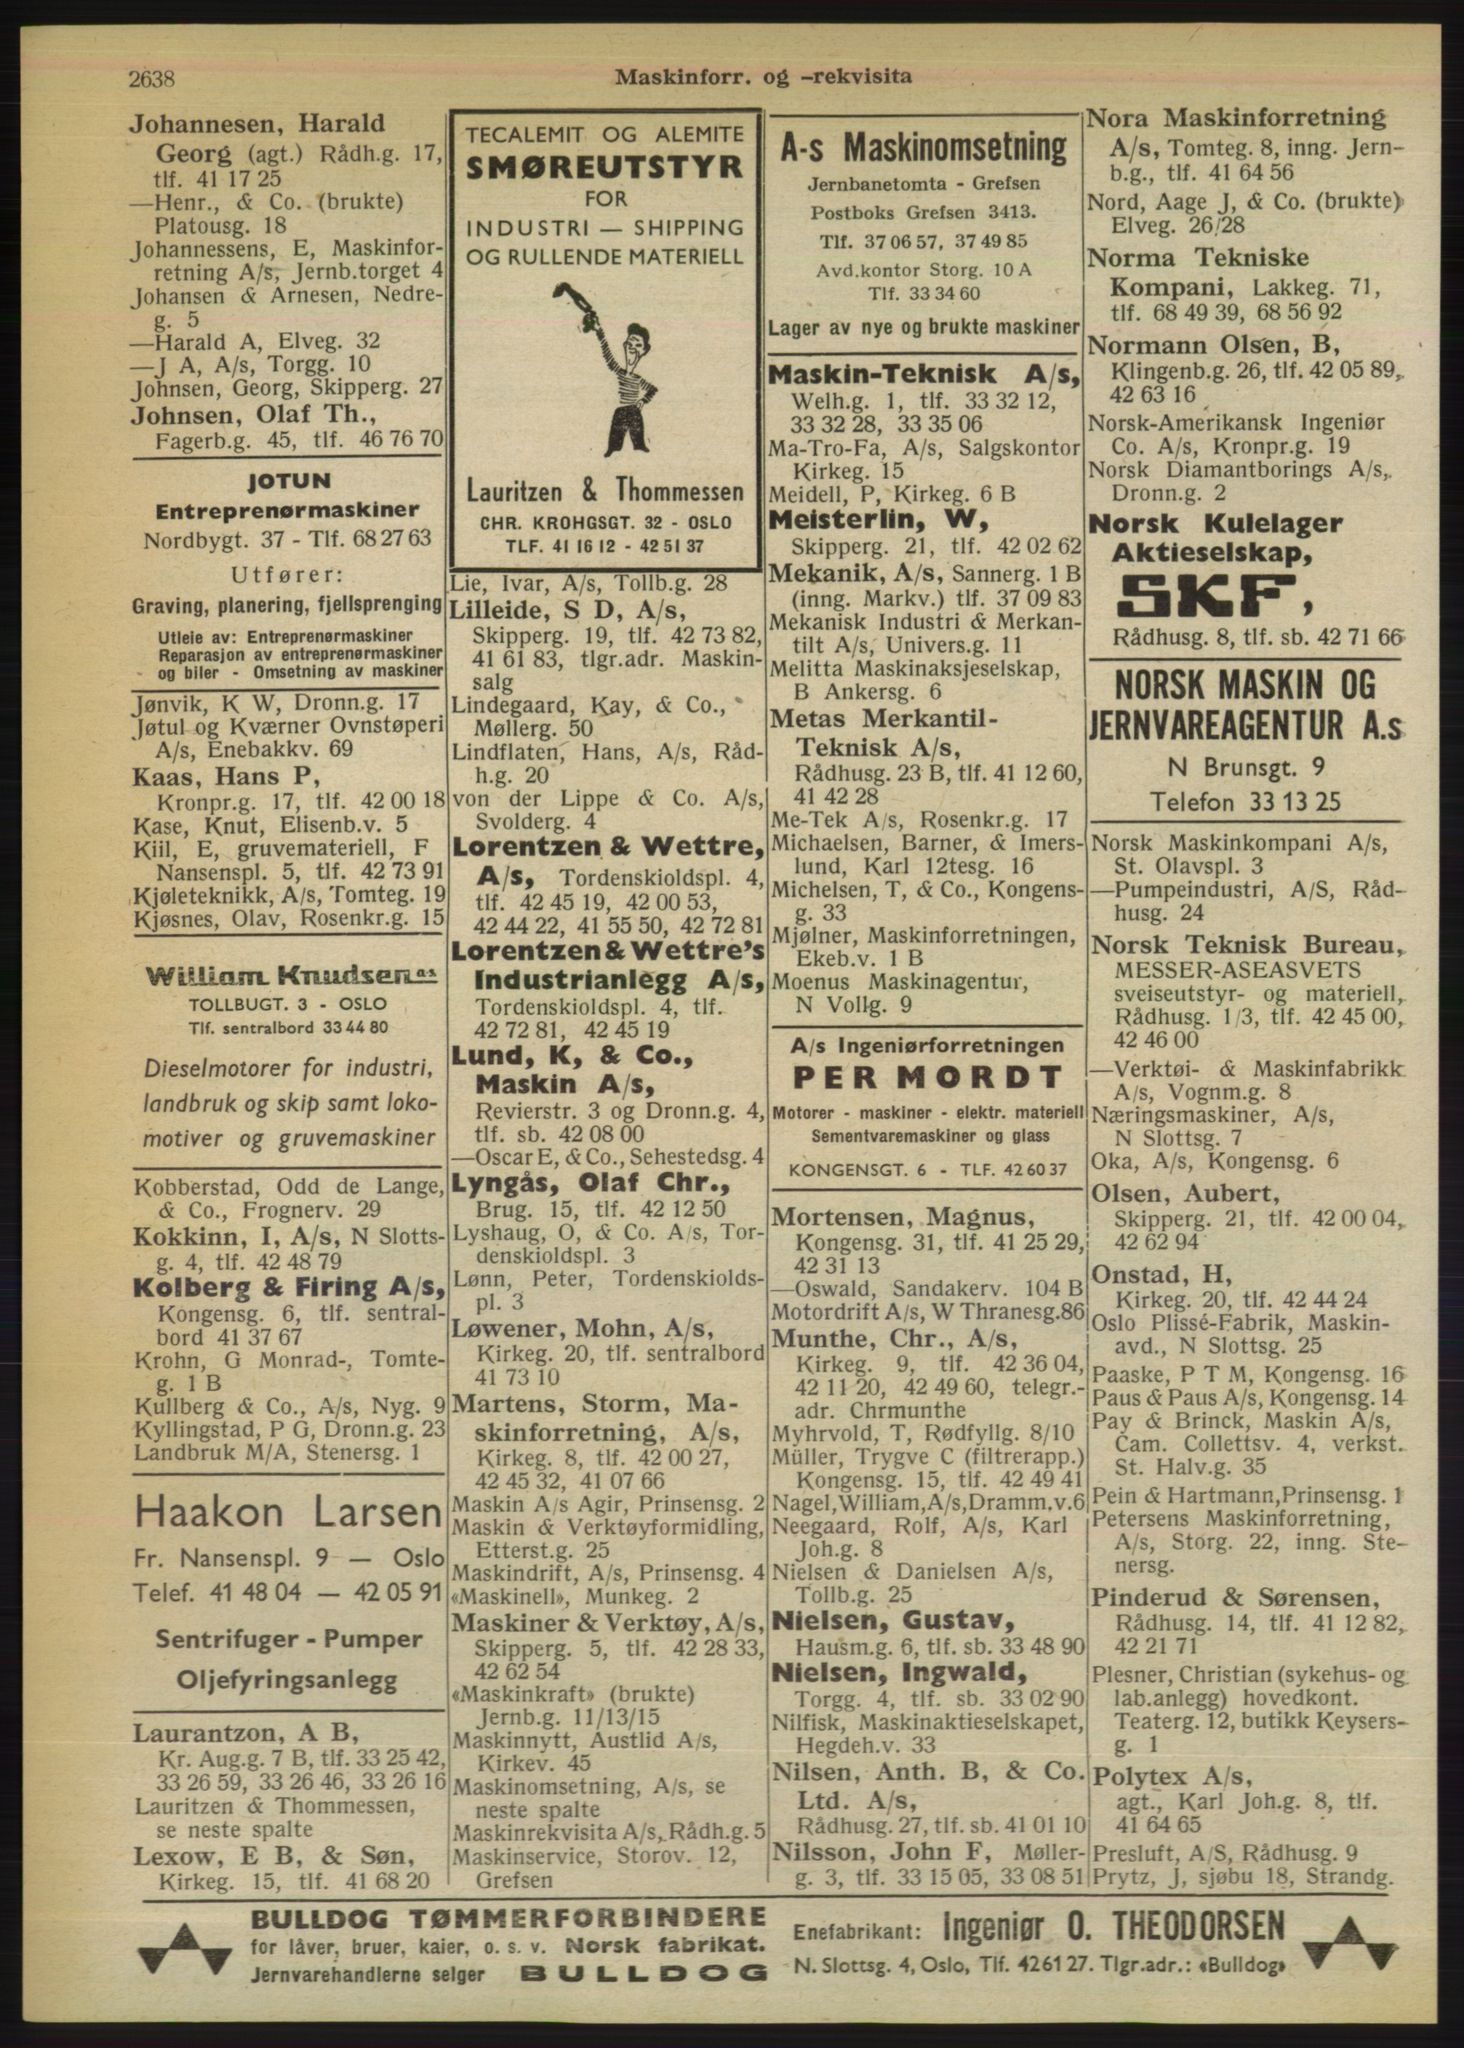 2638
Maskinforr. og -rekvisita
Johannesen, Harald
Georg (agt.) Rådh.g. 17,
tlf. 41 17 25
—Henr., & Co. (brukte)
Platousg. 18
Johannessens, E, Maskinfor-
retning A/s, Jernb.torget 4
Johansen & Arnesen, Nedre-
g. 5
—Harald A, Elveg. 32
—J A, A/s, Torgg. 10
Johnsen, Georg, Skipperg. 27
Johnsen, Olaf Th.,
Fagerb.g. 45, tlf. 46 76 70
JOTUN
Entreprenørmaskiner
Nordbygt. 37 - Tlf. 68 27 63
Utfører:
Graving, planering, fjellsprenging
Utleie av: Entreprenørmaskiner
Reparasjon av entreprenørmaskiner
og biler - Omsetning av maskiner
Jønvik, K W, Dronn.g. 17
Jøtul og Kværner Ovnstøperi
A/s, Enebakkv. 69
Kaas, Hans P,
Kronpr.g. 17, tlf. 42 00 18
Kase, Knut, Elisenb.v. 5
Kiil, E, gruvemateriell, F
Nansenspl. 5, tlf. 42 73 91
Kjøleteknikk, A/s, Tomteg. 19
Kjøsnes, Olav, Rosenkr.g. 15
William Knudsen a.s
TOLLBUGT. 3 - OSLO
Tlf. sentralbord 33 44 80
Dieselmotorer for industri,
landbruk og skip samt loko-
motiver og gruvemaskiner
Kobberstad, Odd de Lange,
& Co., Frognerv. 29
Kokkinn, I, A/s, N Slotts-
g. 4, tlf. 42 48 79
Kolberg & Firing A/s,
Kongensg. 6, tlf. sentral-
bord 41 37 67
Krohn, G Monrad-, Tomte-
g. 1 B
Kullberg & Co., A/s, Nyg. 9
Kyllingstad, P G, Dronn.g. 23
Landbruk M/A, Stenersg. 1
Haakon Larsen
Fr. Nansenspl. 9 — Oslo
Telef. 41 48 04 — 42 05 91
Sentrifuger - Pumper
Oljefyringsanlegg
Laurantzon, A B,
Kr. Aug.g. 7 B, tlf. 33 25 42,
33 26 59, 33 26 46, 33 26 16
Lauritzen & Thommessen,
se neste spalte
Lexow, E B, & Søn,
Kirkeg. 15, tlf. 41 68 20
TECALEMIT OG ALEMITE
SMØREUTSTYR
FOR
INDUSTRI — SHIPPING
OG RULLENDE MATERIELL
Lauritzen & Thommessen
CHR. KROHGSGT. 32 - OSLO
TLF. 41 16 12 - 42 51 37
Lie, Ivar, A/s, Tollb.g. 28
Lilleide, S D, A/s,
Skipperg. 19, tlf. 42 73 82,
41 61 83, tlgr.adr. Maskin-
salg
Lindegaard, Kay, & Co.,
Møllerg. 50
Lindflaten, Hans, A/s, Råd-
h.g. 20
von der Lippe & Co. A/s,
Svolderg. 4
Lorentzen & Wettre,
A/s, Tordenskioldspl. 4,
tlf. 42 45 19, 42 00 53,
42 44 22, 41 55 50, 42 72 81
Lorentzen & Wettre's
Industrianlegg A/s,
Tordenskioldspl. 4, tlf.
42 72 81, 42 45 19
Lund, K, & Co.,
Maskin A/s,
Revierstr. 3 og Dronn.g. 4,
tlf. sb. 42 08 00
—Oscar E, & Co., Sehestedsg. 4
Lyngås, Olaf Chr.,
Brug. 15, tlf. 42 12 50
Lyshaug, O, & Co. A/s, Tor-
denskioldspl. 3
Lønn, Peter, Tordenskiolds-
pl. 3
Løwener, Mohn, A/s,
Kirkeg. 20, tlf. sentralbord
41 73 10
Martens, Storm, Ma-
skinforretning, A/s,
Kirkeg. 8, tlf. 42 00 27,
42 45 32, 41 07 66
Maskin A/s Agir, Prinsensg. 2
Maskin & Verktøyformidling,
Etterst.g. 25
Maskindrift, A/s, Prinsensg. 4
«Maskinell», Munkeg. 2
Maskiner & Verktøy, A/s,
Skipperg. 5, tlf. 42 28 33,
42 62 54
«Maskinkraft» (brukte)
Jernb.g. 11/13/15
Maskinnytt, Austlid A/s,
Kirkev. 45
Maskinomsetning, A/s, se
neste spalte
Maskinrekvisita A/s, Rådh.g. 5
Maskinservice, Storov. 12,
Grefsen
A-s Maskinomsetning
Jernbanetomta - Grefsen
Postboks Grefsen 3413.
Tlf. 37 06 57, 37 49 85
Avd.kontor Storg. 10 A
Tlf. 33 34 60
Lager av nye og brukte maskiner
Maskin-Teknisk A/s,
Welh.g. 1, tlf. 33 32 12,
33 32 28, 33 35 06
Ma-Tro-Fa, A/s, Salgskontor
Kirkeg. 15
Meidell, P, Kirkeg. 6 B
Meisterlin, W,
Skipperg. 21, tlf. 42 02 62
Mekanik, A/s, Sannerg. 1 B
(inng. Markv.) tlf. 37 09 83
Mekanisk Industri & Merkan-
tilt A/s, Univers.g. 11
Melitta Maskinaksjeselskap,
B Ankersg. 6
Metas Merkantil-
Teknisk A/s,
Rådhusg. 23 B, tlf. 41 12 60,
41 42 28
Me-Tek A/s, Rosenkr.g. 17
Michaelsen, Barner, & Imers-
lund, Karl 12tesg. 16
Michelsen, T, & Co., Kongens-
g. 33
Mjølner, Maskinforretningen,
Ekeb.v. 1 B
Moenus Maskinagentur,
N Vollg. 9
A/s Ingeniørforretningen
PER MORDT
Motorer - maskiner - elektr. materiell
Sementvaremaskiner og glass
KONGENSGT. 6 - TLF. 42 60 37
Mortensen, Magnus,
Kongensg. 31, tlf. 41 25 29,
42 31 13
—Oswald, Sandakerv. 104 B
Motordrift A/s, W Thranesg. 86
Munthe, Chr., A/s,
Kirkeg. 9, tlf. 42 36 04,
42 11 20, 42 49 60, telegr.-
adr. Chrmunthe
Myhrvold, T, Rødfyllg. 8/10
Müller, Trygve C (filtrerapp.)
Kongensg. 15, tlf. 42 49 41
Nagel, William, A/s, Dramm.v. 6
Neegaard, Rolf, A/s, Karl
Joh.g. 8
Nielsen & Danielsen A/s,
Tollb.g. 25
Nielsen, Gustav,
Hausm.g. 6, tlf. sb. 33 48 90
Nielsen, Ingwald,
Torgg. 4, tlf. sb. 33 02 90
Nilfisk, Maskinaktieselskapet,
Hegdeh.v. 33
Nilsen, Anth. B, & Co.
Ltd. A/s,
Rådhusg. 27, tlf. sb. 41 01 10
Nilsson, John F, Møller-
g. 3, tlf. 33 15 05, 33 08 51
Nora Maskinforretning
A/s, Tomteg. 8, inng. Jern-
b.g., tlf. 41 64 56
Nord, Aage J, & Co. (brukte)
Elveg. 26/28
Norma Tekniske
Kompani, Lakkeg. 71,
tlf. 68 49 39, 68 56 92
Normann Olsen, B,
Klingenb.g. 26, tlf. 42 05 89,
42 63 16
Norsk-Amerikansk Ingeniør
Co. A/s, Kronpr.g. 19
Norsk Diamantborings A/s,
Dronn.g. 2
Norsk Kulelager
Aktieselskap,
SKF,
Rådhusg. 8, tlf. sb. 42 71 66
NORSK MASKIN OG
JERNVAREAGENTUR A.s
N Brunsgt. 9
Telefon 33 13 25
Norsk Maskinkompani A/s,
St. Olavspl. 3
—Pumpeindustri, A/S, Råd-
husg. 24
Norsk Teknisk Bureau,
MESSER-ASEASVETS
sveiseutstyr- og materiell,
Rådhusg. 1/3, tlf. 42 45 00,
42 46 00
—Verktøi- & Maskinfabrikk
A/s, Vognm.g. 8
Næringsmaskiner, A/s,
N Slottsg. 7
Oka, A/s, Kongensg. 6
Olsen, Aubert,
Skipperg. 21, tlf. 42 00 04,
42 62 94
Onstad, H,
Kirkeg. 20, tlf. 42 44 24
Oslo Plissé-Fabrik, Maskin-
avd., N Slottsg. 25
Paaske, P T M, Kongensg. 16
Paus & Paus A/s, Kongensg. 14
Pay & Brinck, Maskin A/s,
Cam. Collettsv. 4, verkst.
St. Halv.g. 35
Pein & Hartmann, Prinsensg. 1
Petersens Maskinforretning,
A/s, Storg. 22, inng. Ste-
nersg.
Pinderud & Sørensen,
Rådhusg. 14, tlf. 41 12 82,
42 21 71
Plesner, Christian (sykehus- og
lab.anlegg) hovedkont.
Teaterg. 12, butikk Keysers-
g. 1
Polytex A/s,
agt., Karl Joh.g. 8, tlf.
41 64 65
Presluft, A/S, Rådhusg. 9
Prytz, J, sjøbu 18, Strandg.
BULLDOG TØMMERFORBINDERE
for låver, bruer, kaier, o. s. v. Norsk fabrikat.
Jernvarehandlerne selger BULLDOG
Enefabrikant: Ingeniør O. THEODORSEN
N. Slottsg. 4, Oslo, Tlf. 42 61 27. Tlgr.adr.: «Bulldog»